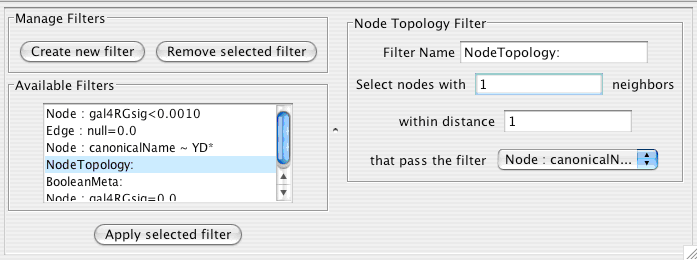 Manage Filters
Create new filter
Remove selected filter
Available Filters
Node : gal4RGsig<0.0010
Edge : null=0.0
Node : canonicalName ~ YD*
NodeTopology:
BooleanMeta:
Node : gal4RGsig=0.0
Apply selected filter
Node Topology Filter
Filter Name NodeTopology:
Select nodes with 1 neighbors
within distance 1
that pass the filter Node : canonicalN...